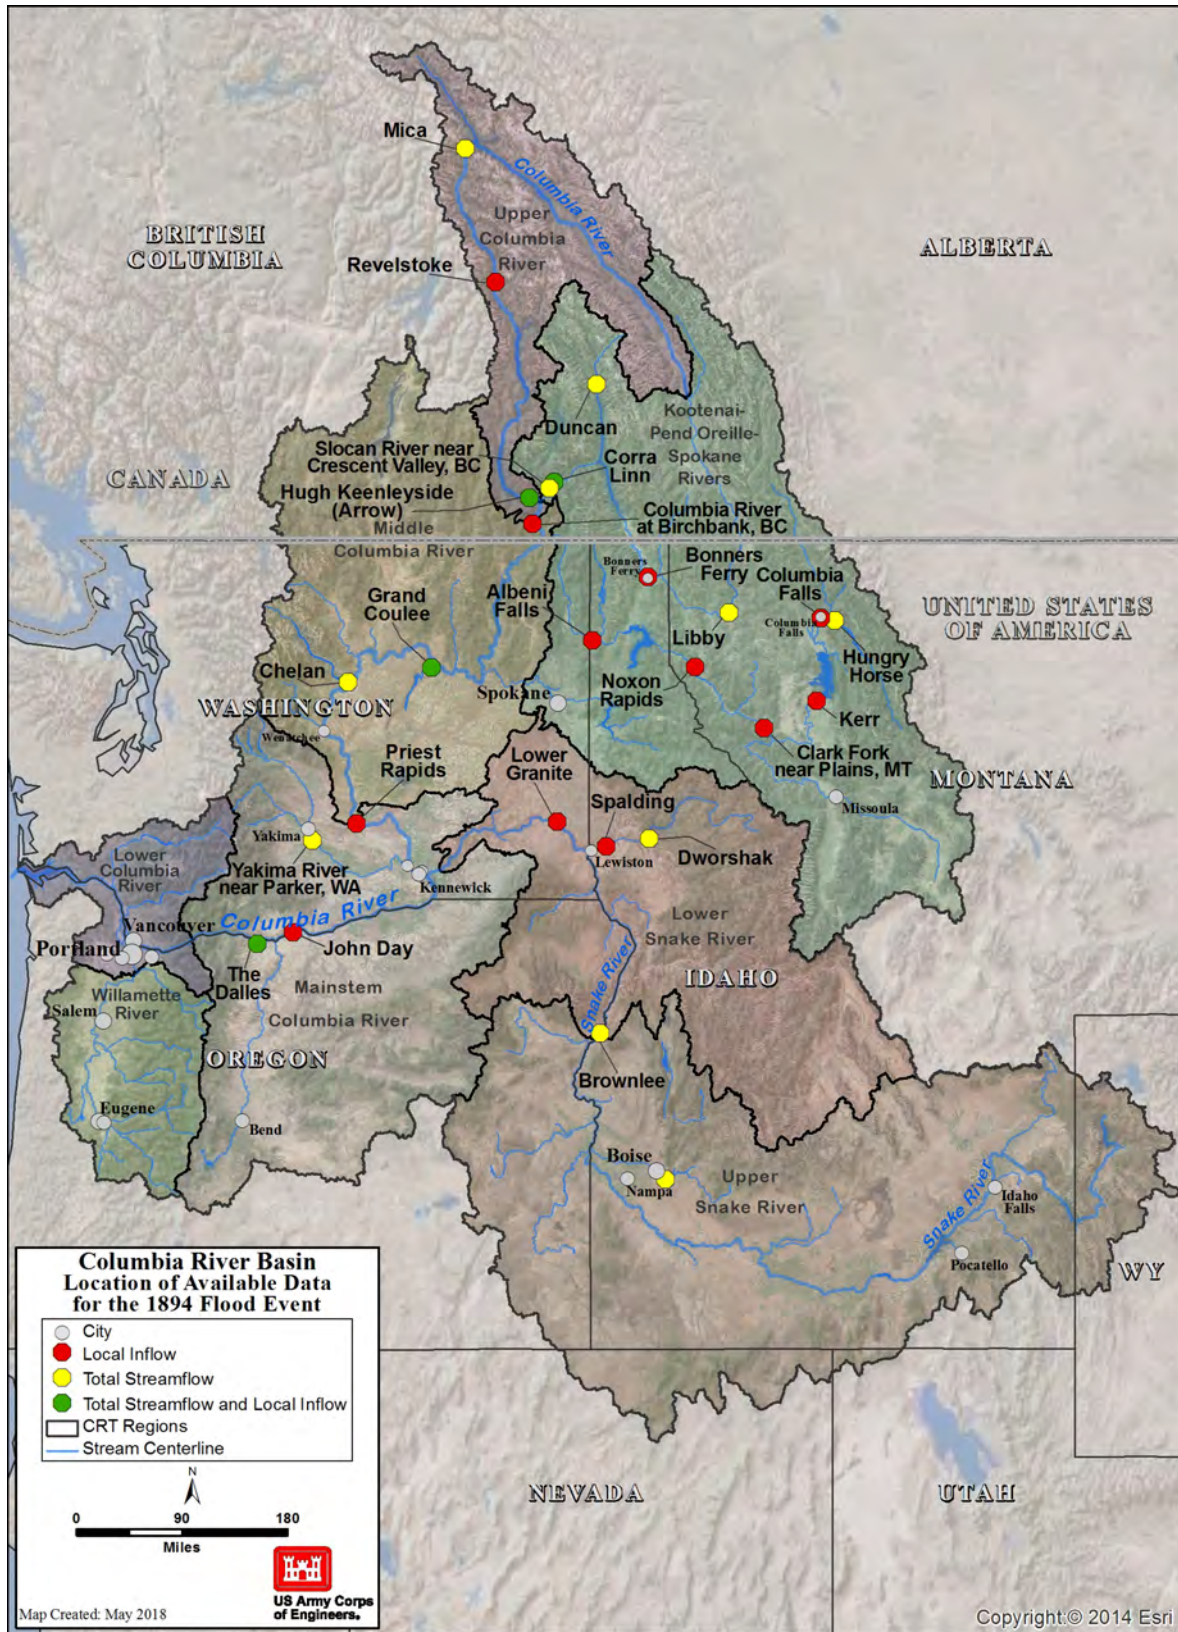 Mica
Columbia River
BRITISH
COLUMBIA
Upper
Columbia
River
ALBERTA
Revelstoke
Duncan
Kootenai-
Pend Oreille-
Spokane
Rivers
Slocan River near
Crescent Valley, BC
Corra
Linn
CANADA
Hugh Keenleyside
(Arrow)
Columbia River
at Birchbank, BC
Middle
Columbia River
Bonners
Ferry
Bonners
Ferry
Columbia
Falls
Columbia
Falls
Grand
Coulee
Albeni
Falls
UNITED STATES
OF AMERICA
Libby
Hungry
Horse
Chelan
Noxon
Rapids
Spokane
WASHINGTON
Kerr
Wenatchee
Priest
Rapids
Lower
Granite
Clark Fork
near Plains, MT
MONTANA
Spalding
Missoula
Yakima
Lower
Columbia
River
Lewiston
Dworshak
Yakima River
near Parker, WA
Kennewick
Columbia River
Vancouver
Portland
Lower
Snake River
John Day
The
Dalles
Snake River
IDAHO
Mainstem
Columbia River
Willamette
River
Salem
OREGON
Brownlee
Eugene
Bend
Boise
Nampa
Upper
Snake River
Snake River
Idaho
Falls
Pocatello
WY
Columbia River Basin
Location of Available Data
for the 1894 Flood Event
City
Local Inflow
Total Streamflow
Total Streamflow and Local Inflow
CRT Regions
Stream Centerline
N
0 90 180
Miles
US Army Corps
of Engineers®
Map Created: May 2018
NEVADA
UTAH
Copyright:© 2014 Esri